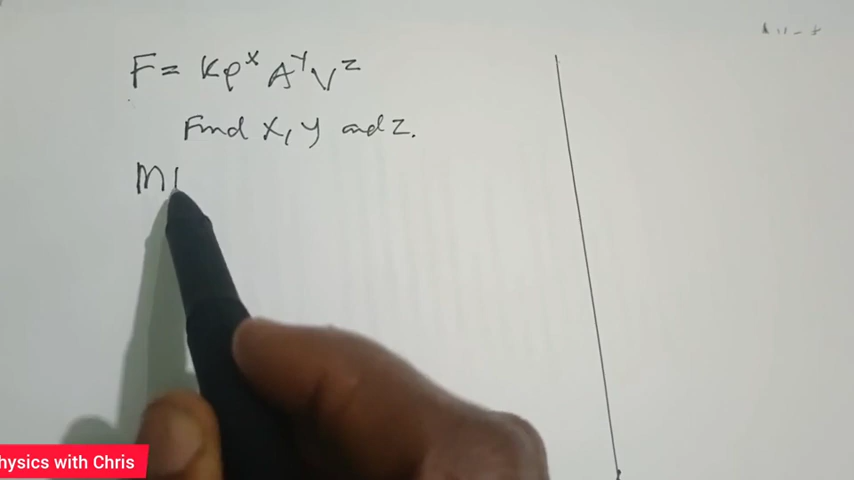 F = Kρ^x A^y V^z
Find x, y and z.
M
hysics with Chris